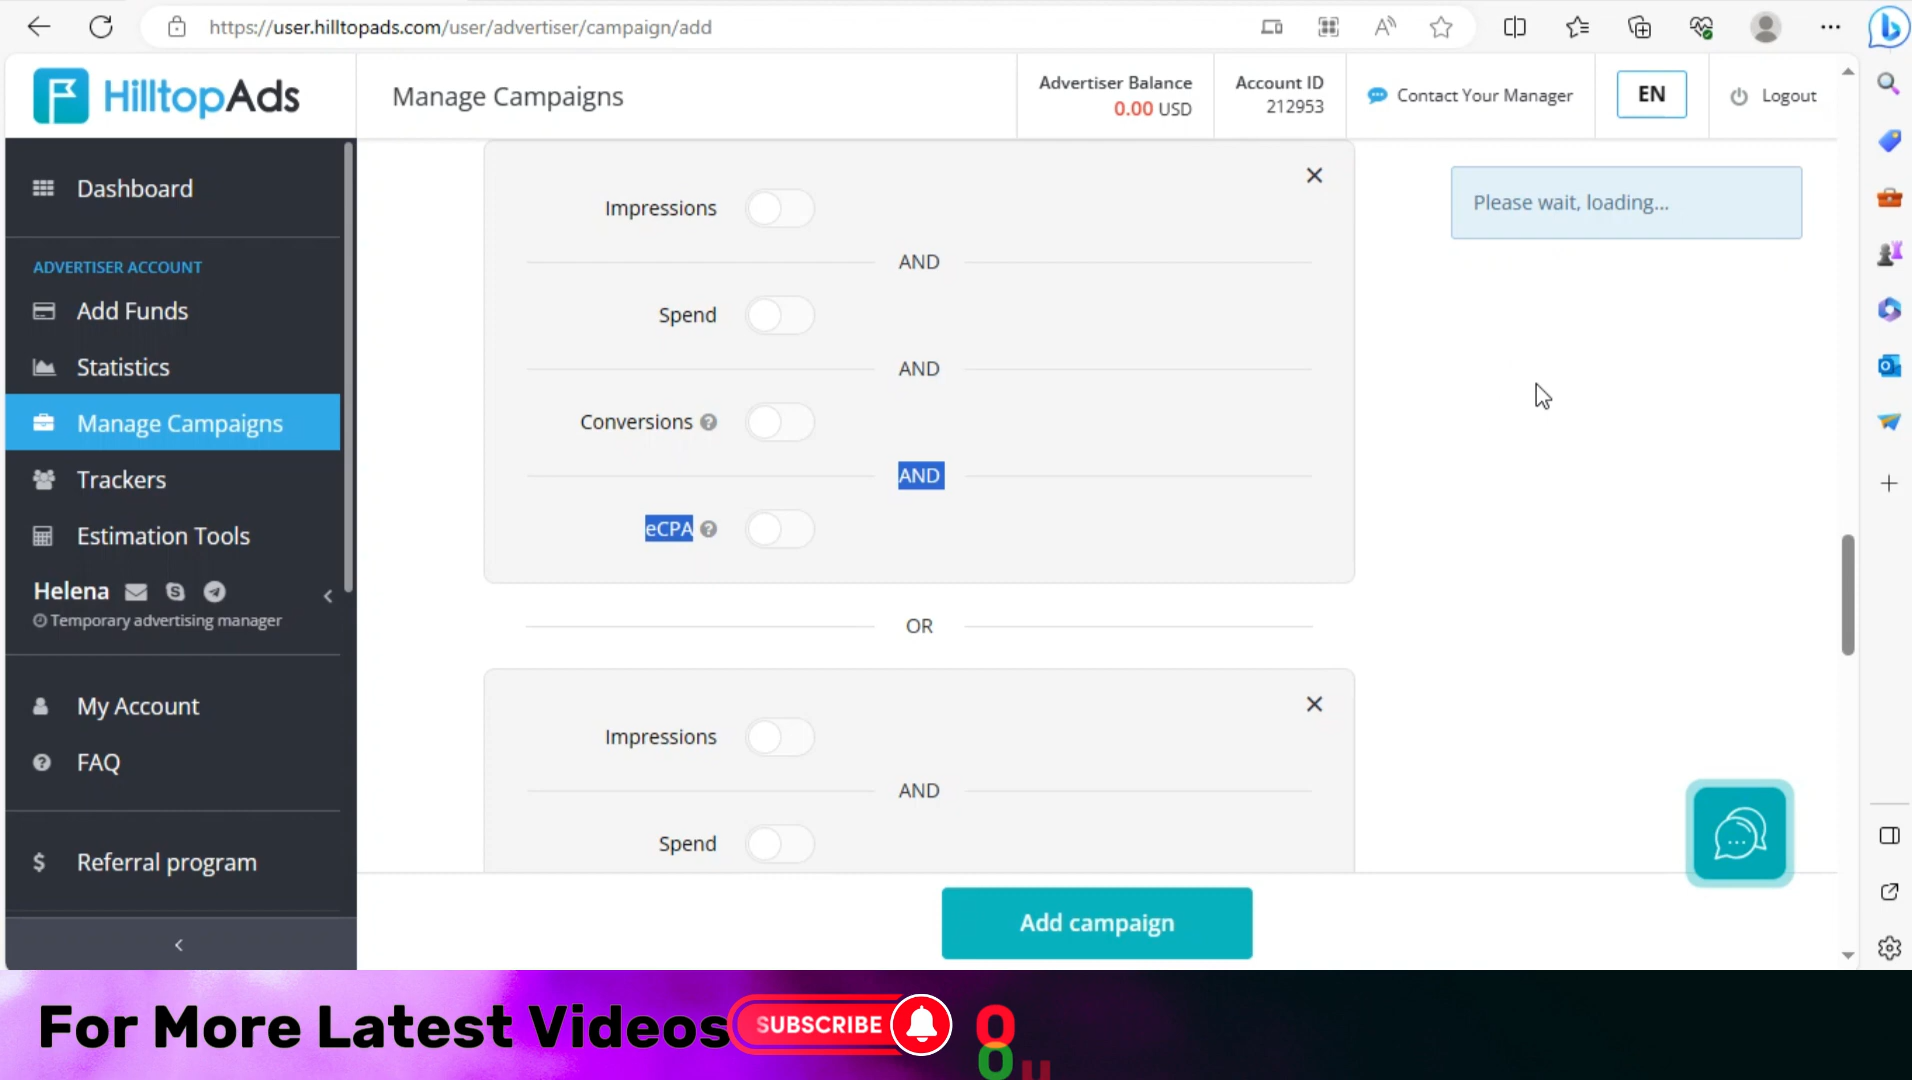 https://user.hilltopads.com/user/advertiser/campaign/add
HilltopAds
Manage Campaigns
Advertiser Balance
0.00 USD
Account ID
212953
Contact Your Manager
EN
Logout
Dashboard
ADVERTISER ACCOUNT
Add Funds
Statistics
Manage Campaigns
Trackers
Estimation Tools
Helena
Temporary advertising manager
My Account
FAQ
Referral program
Impressions
AND
Spend
AND
Conversions
AND
eCPA
OR
Impressions
AND
Spend
Please wait, loading...
Add campaign
For More Latest Videos
SUBSCRIBE